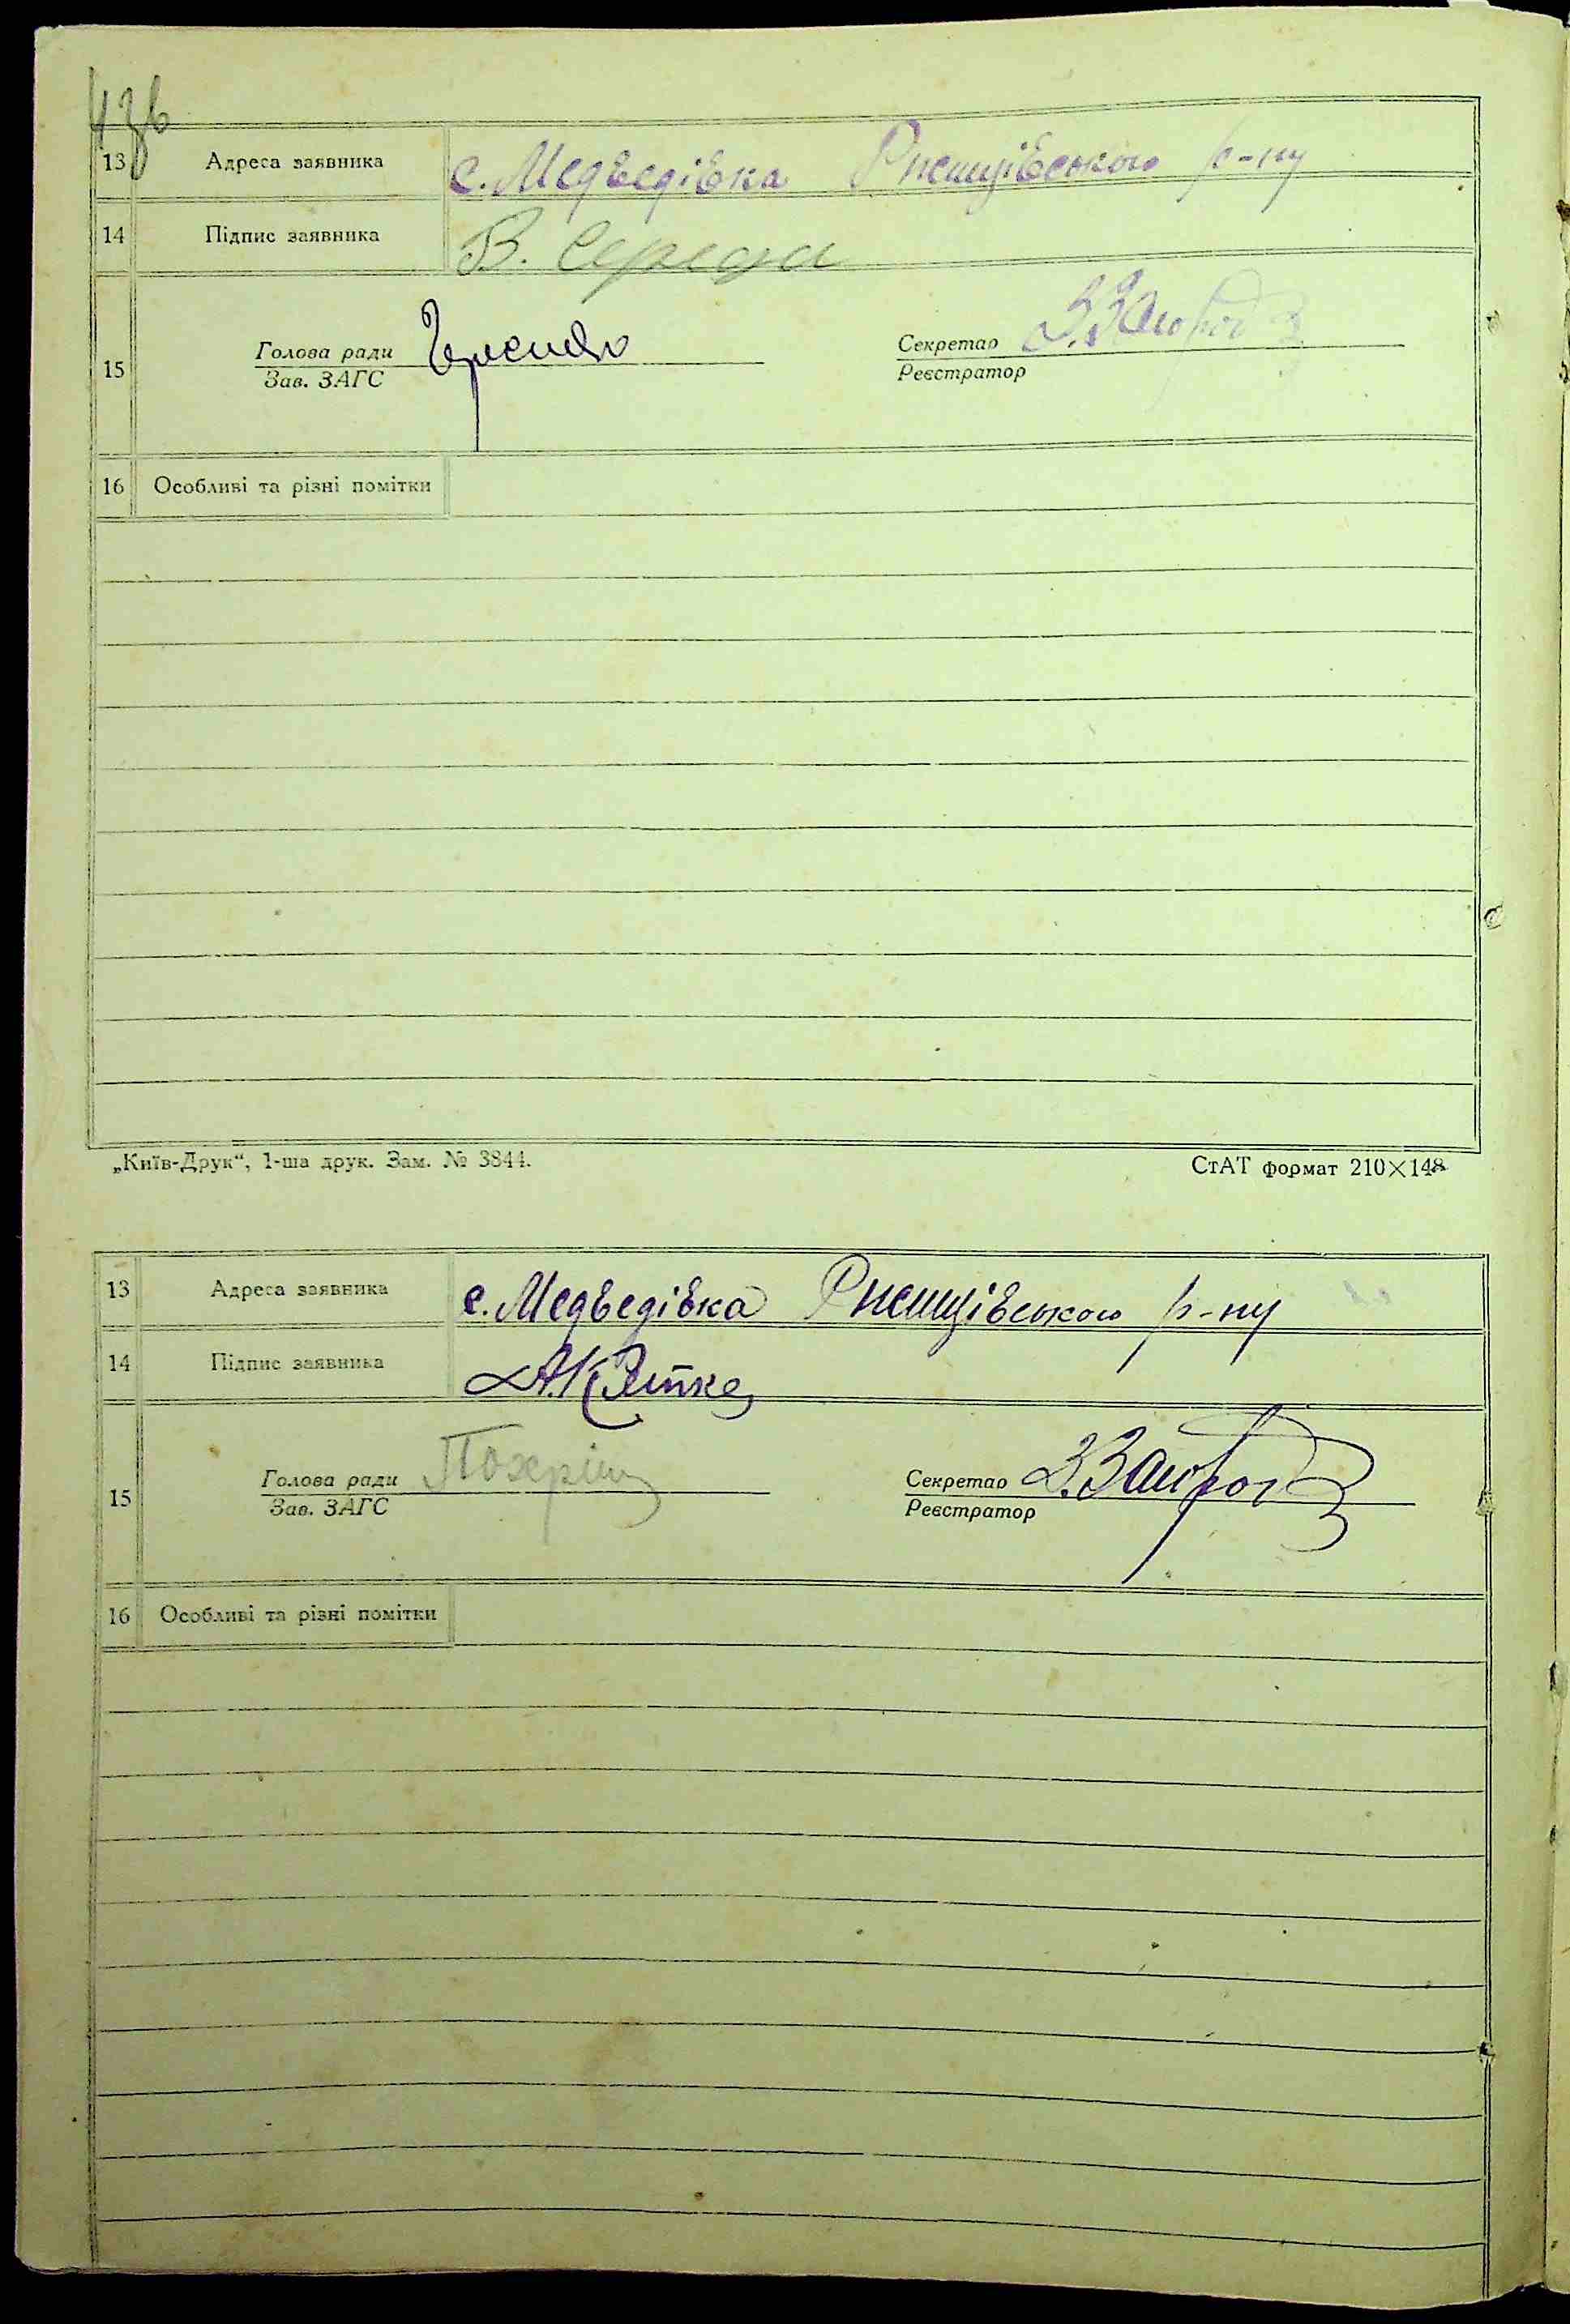 43в
13 Адреса заявника с. Медведівка Ржищівського р-ну
14 Підпис заявника В. Середа
15 Голова ради Секретар
Зав. ЗАГС Реєстратор
16 Особливі та різні помітки
„Київ-Друк“, 1-ша друк. Зам. № 3844. СтАТ формат 210×148
13 Адреса заявника с. Медведівка Ржищівського р-ну
14 Підпис заявника
15 Голова ради Секретар
Зав. ЗАГС Реєстратор
16 Особливі та різні помітки